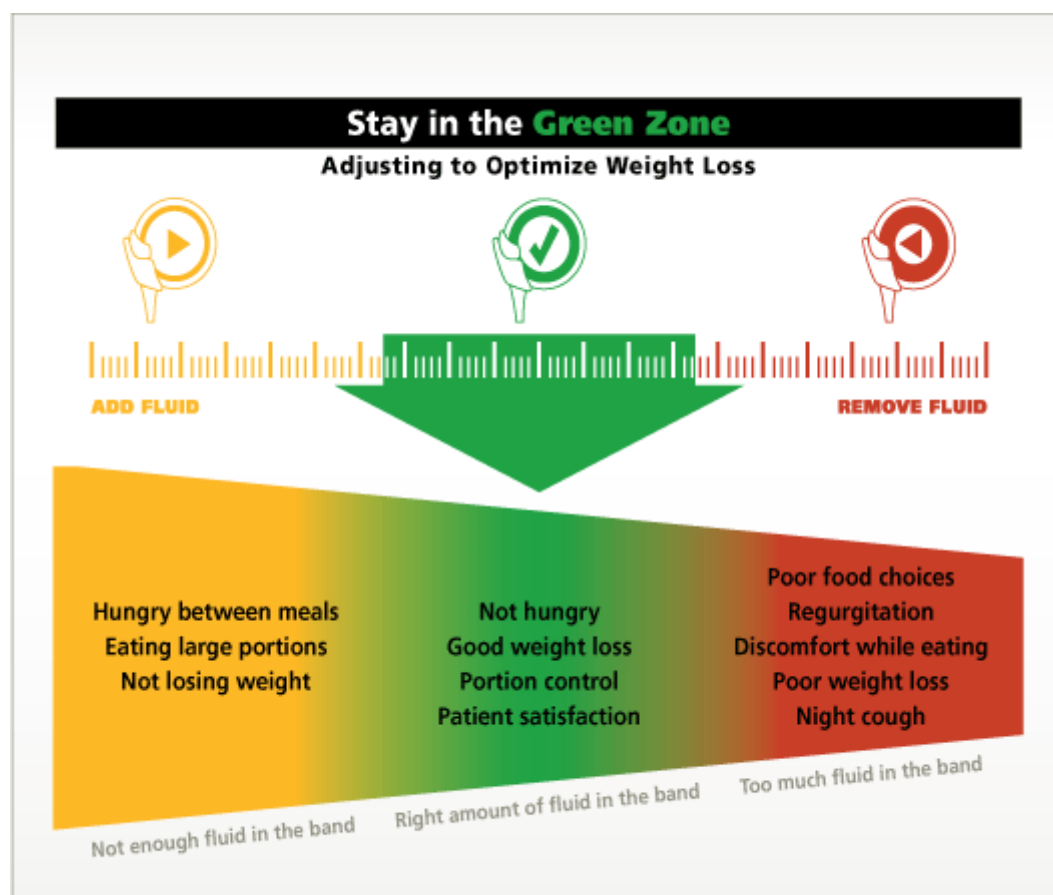 Stay in the Green Zone
Adjusting to Optimize Weight Loss
ADD FLUID
REMOVE FLUID
Hungry between meals
Eating large portions
Not losing weight
Not hungry
Good weight loss
Portion control
Patient satisfaction
Poor food choices
Regurgitation
Discomfort while eating
Poor weight loss
Night cough
Not enough fluid in the band
Right amount of fluid in the band
Too much fluid in the band